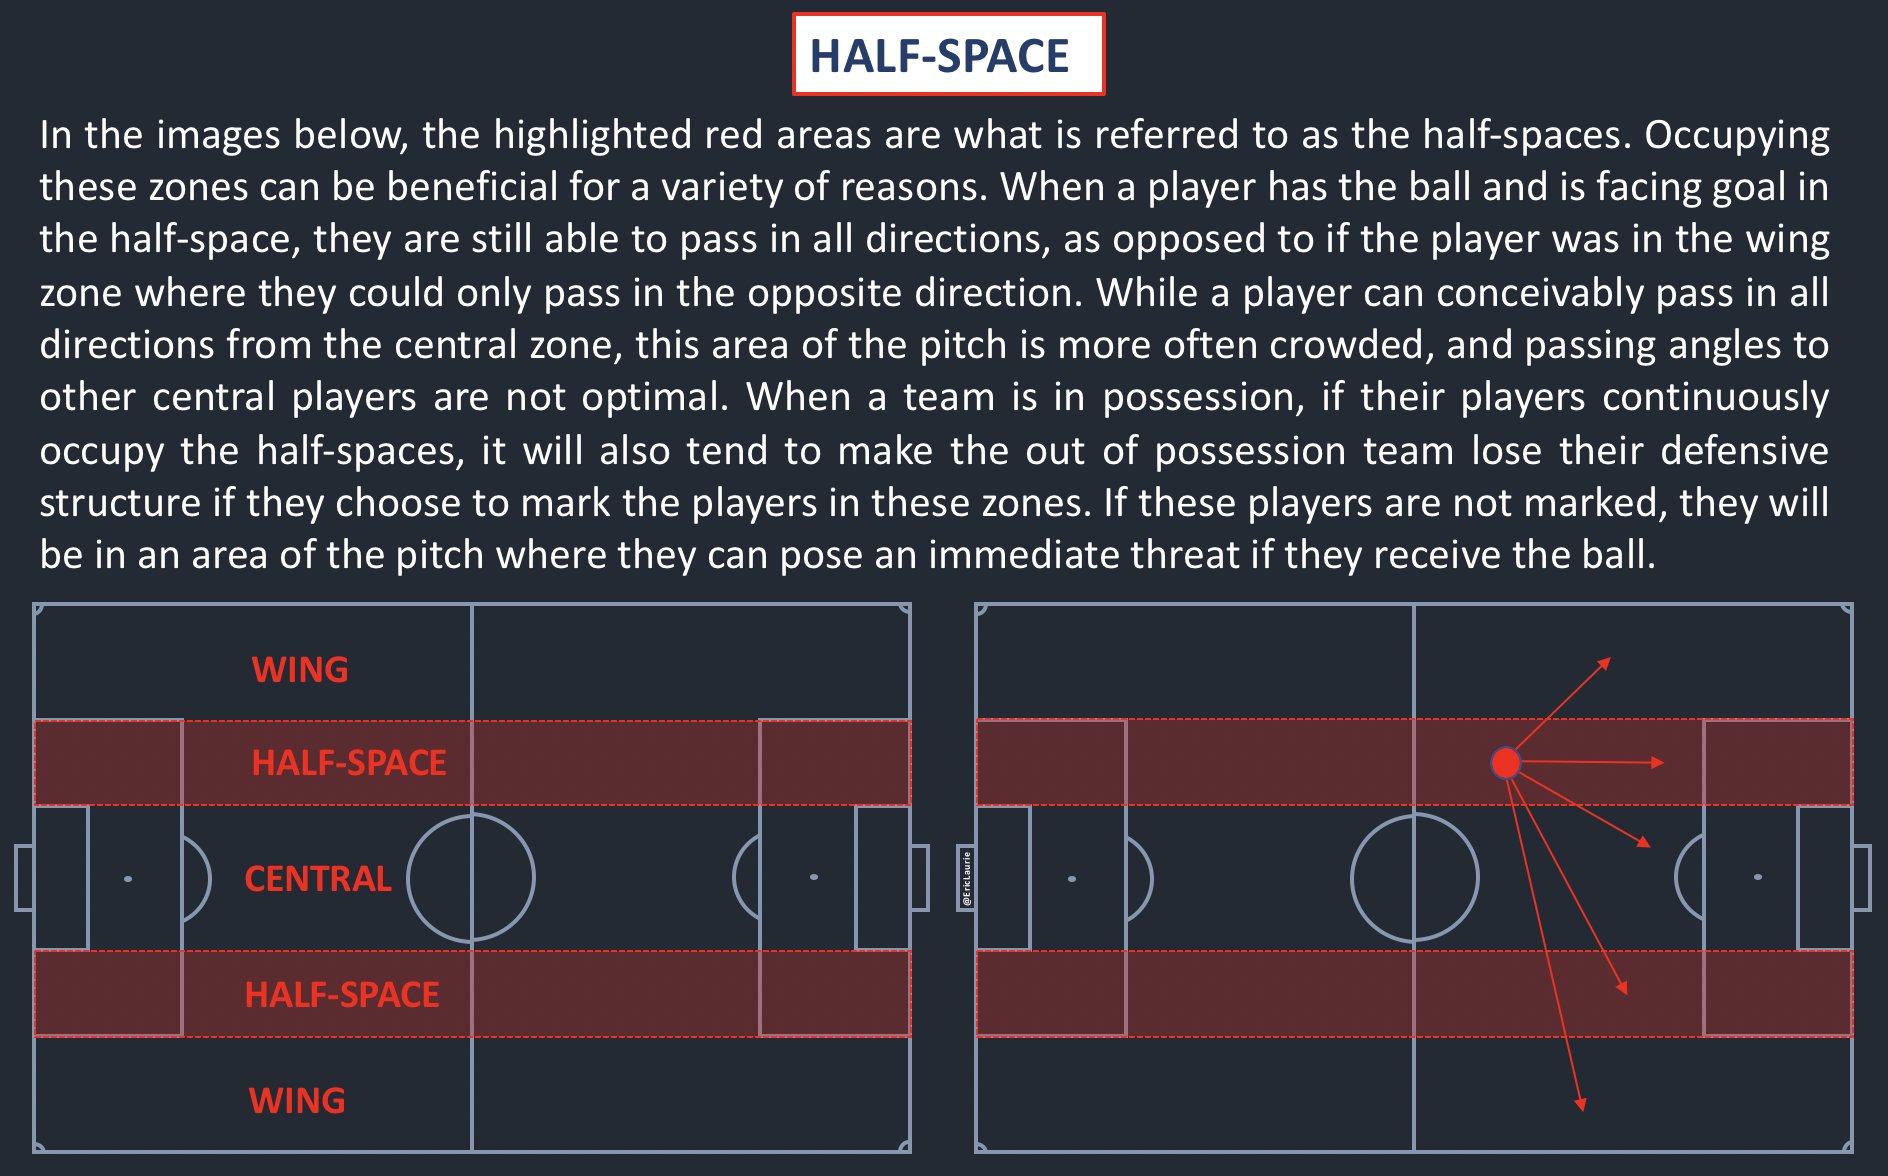 HALF-SPACE
In the images below, the highlighted red areas are what is referred to as the half-spaces. Occupying
these zones can be beneficial for a variety of reasons. When a player has the ball and is facing goal in
the half-space, they are still able to pass in all directions, as opposed to if the player was in the wing
zone where they could only pass in the opposite direction. While a player can conceivably pass in all
directions from the central zone, this area of the pitch is more often crowded, and passing angles to
other central players are not optimal. When a team is in possession, if their players continuously
occupy the half-spaces, it will also tend to make the out of possession team lose their defensive
structure if they choose to mark the players in these zones. If these players are not marked, they will
be in an area of the pitch where they can pose an immediate threat if they receive the ball.
WING
HALF-SPACE
CENTRAL
HALF-SPACE
WING
@EricLaurie